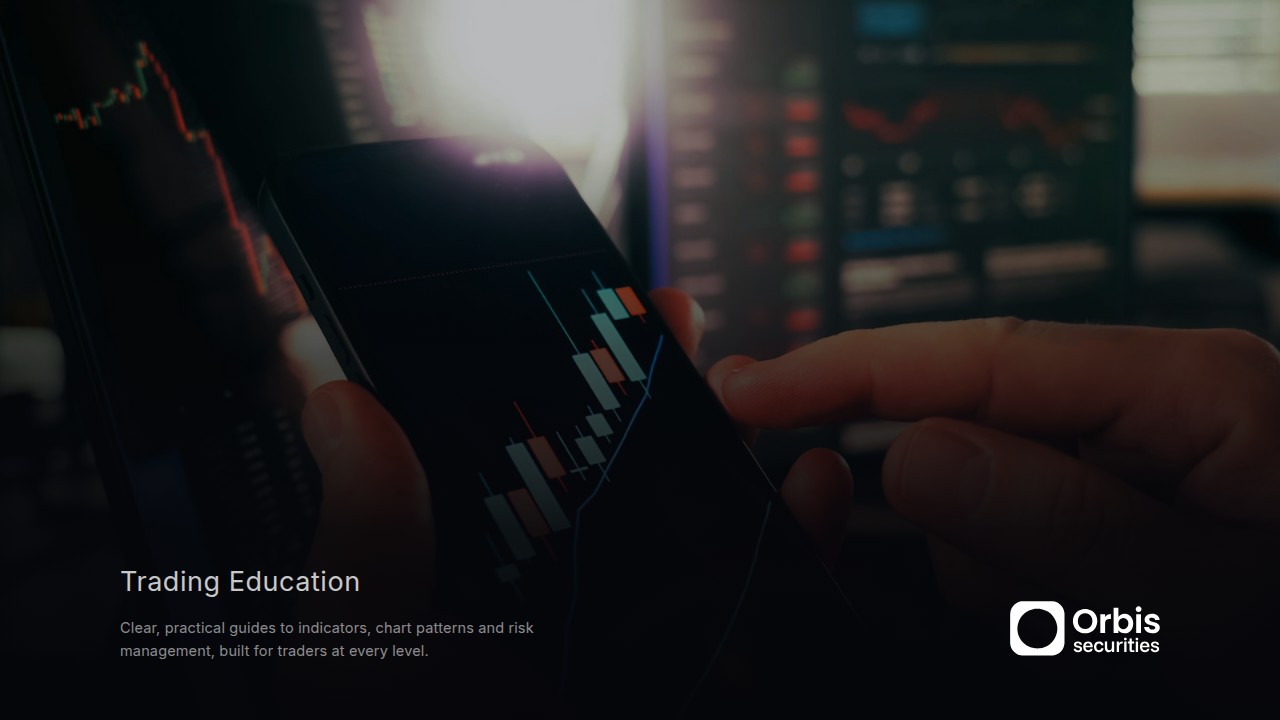 Trading Education
Clear, practical guides to indicators, chart patterns and risk
management, built for traders at every level.
Orbis
securities